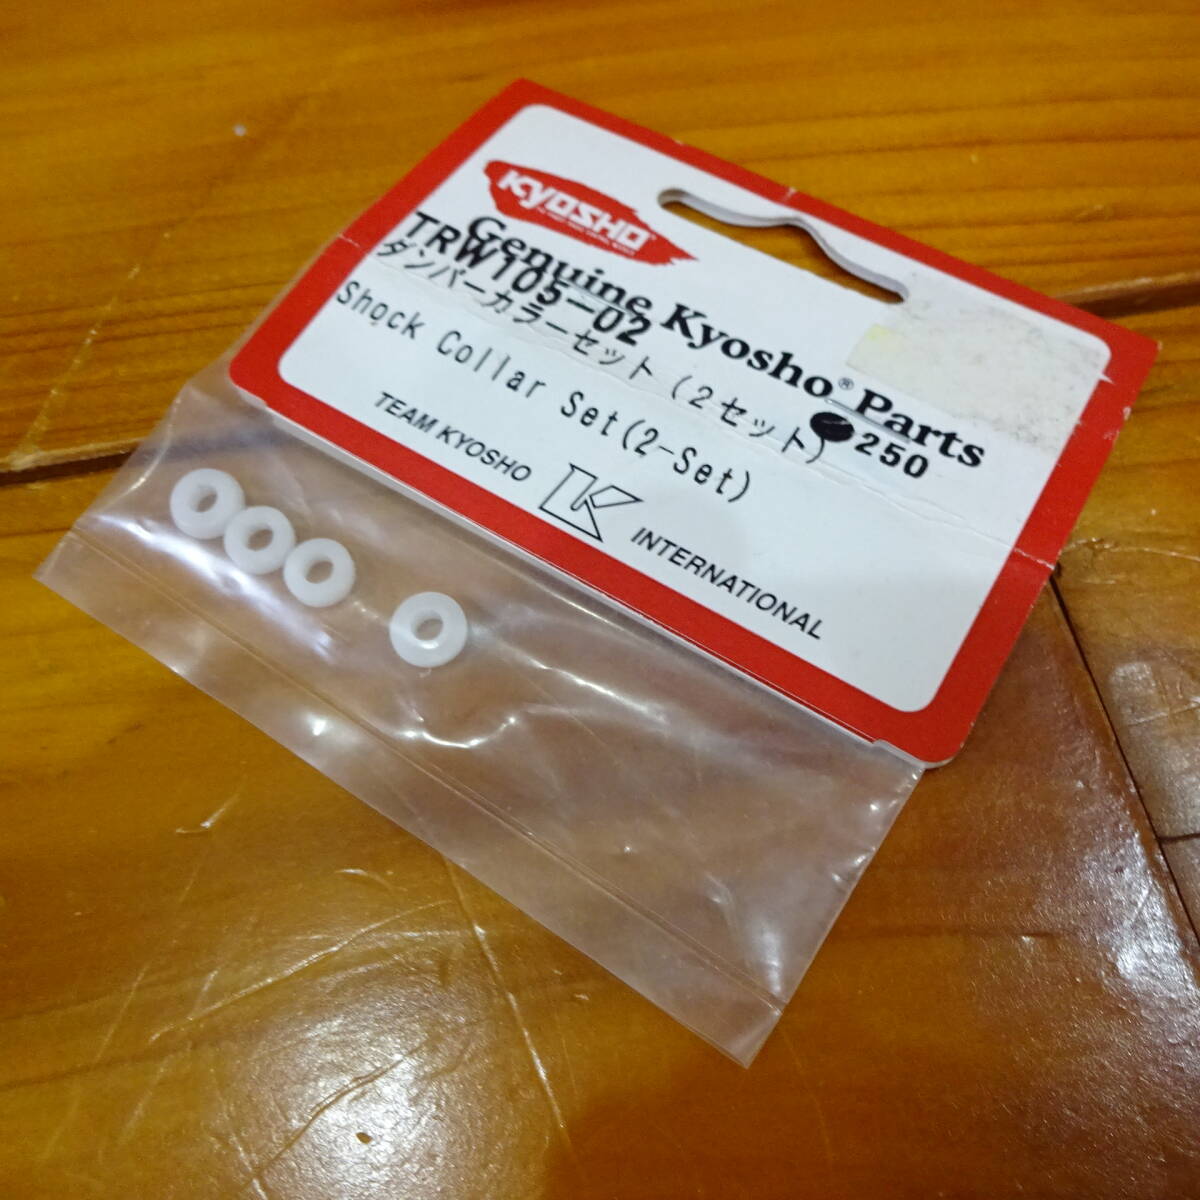 KYOSHO
Genuine Kyosho® Parts
TRW105-02
ダンパーカラーセット(2セット) 250
Shock Collar Set(2-Set)
TEAM KYOSHO K INTERNATIONAL